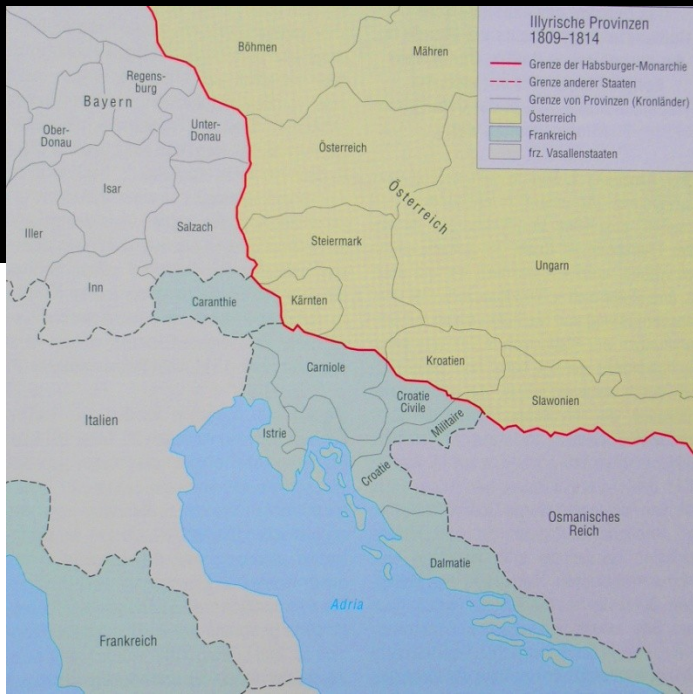 Illyrische Provinzen
1809–1814
Grenze der Habsburger-Monarchie
Grenze anderer Staaten
Grenze von Provinzen (Kronländer)
Österreich
Frankreich
frz. Vasallenstaaten
Böhmen
Mähren
Regens-
burg
Bayern
Ober-
Donau
Unter-
Donau
Österreich
Isar
Österreich
Salzach
Iller
Steiermark
Ungarn
Inn
Caranthie
Kärnten
Carniole
Kroatien
Croatie
Civile
Slawonien
Italien
Istrie
Militaire
Croatie
Osmanisches
Reich
Dalmatie
Adria
Frankreich